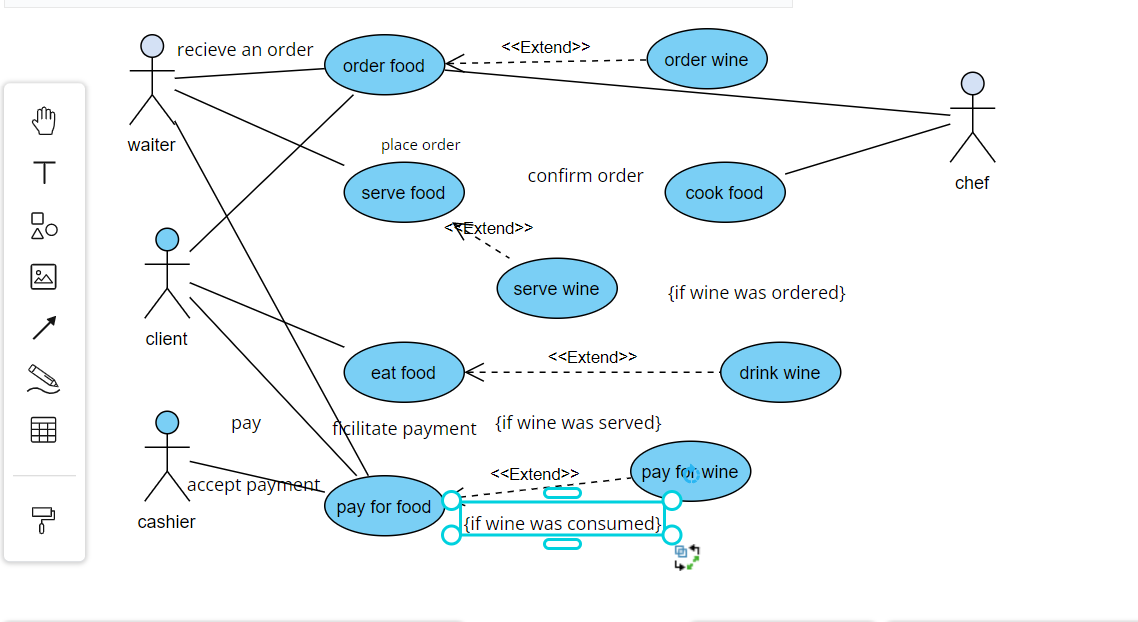 recieve an order
<<Extend>>
order food
order wine
waiter
place order
confirm order
chef
serve food
cook food
<<Extend>>
serve wine
{if wine was ordered}
client
<<Extend>>
eat food
drink wine
pay
ficilitate payment
{if wine was served}
<<Extend>>
pay for wine
accept payment
pay for food
{if wine was consumed}
cashier
T